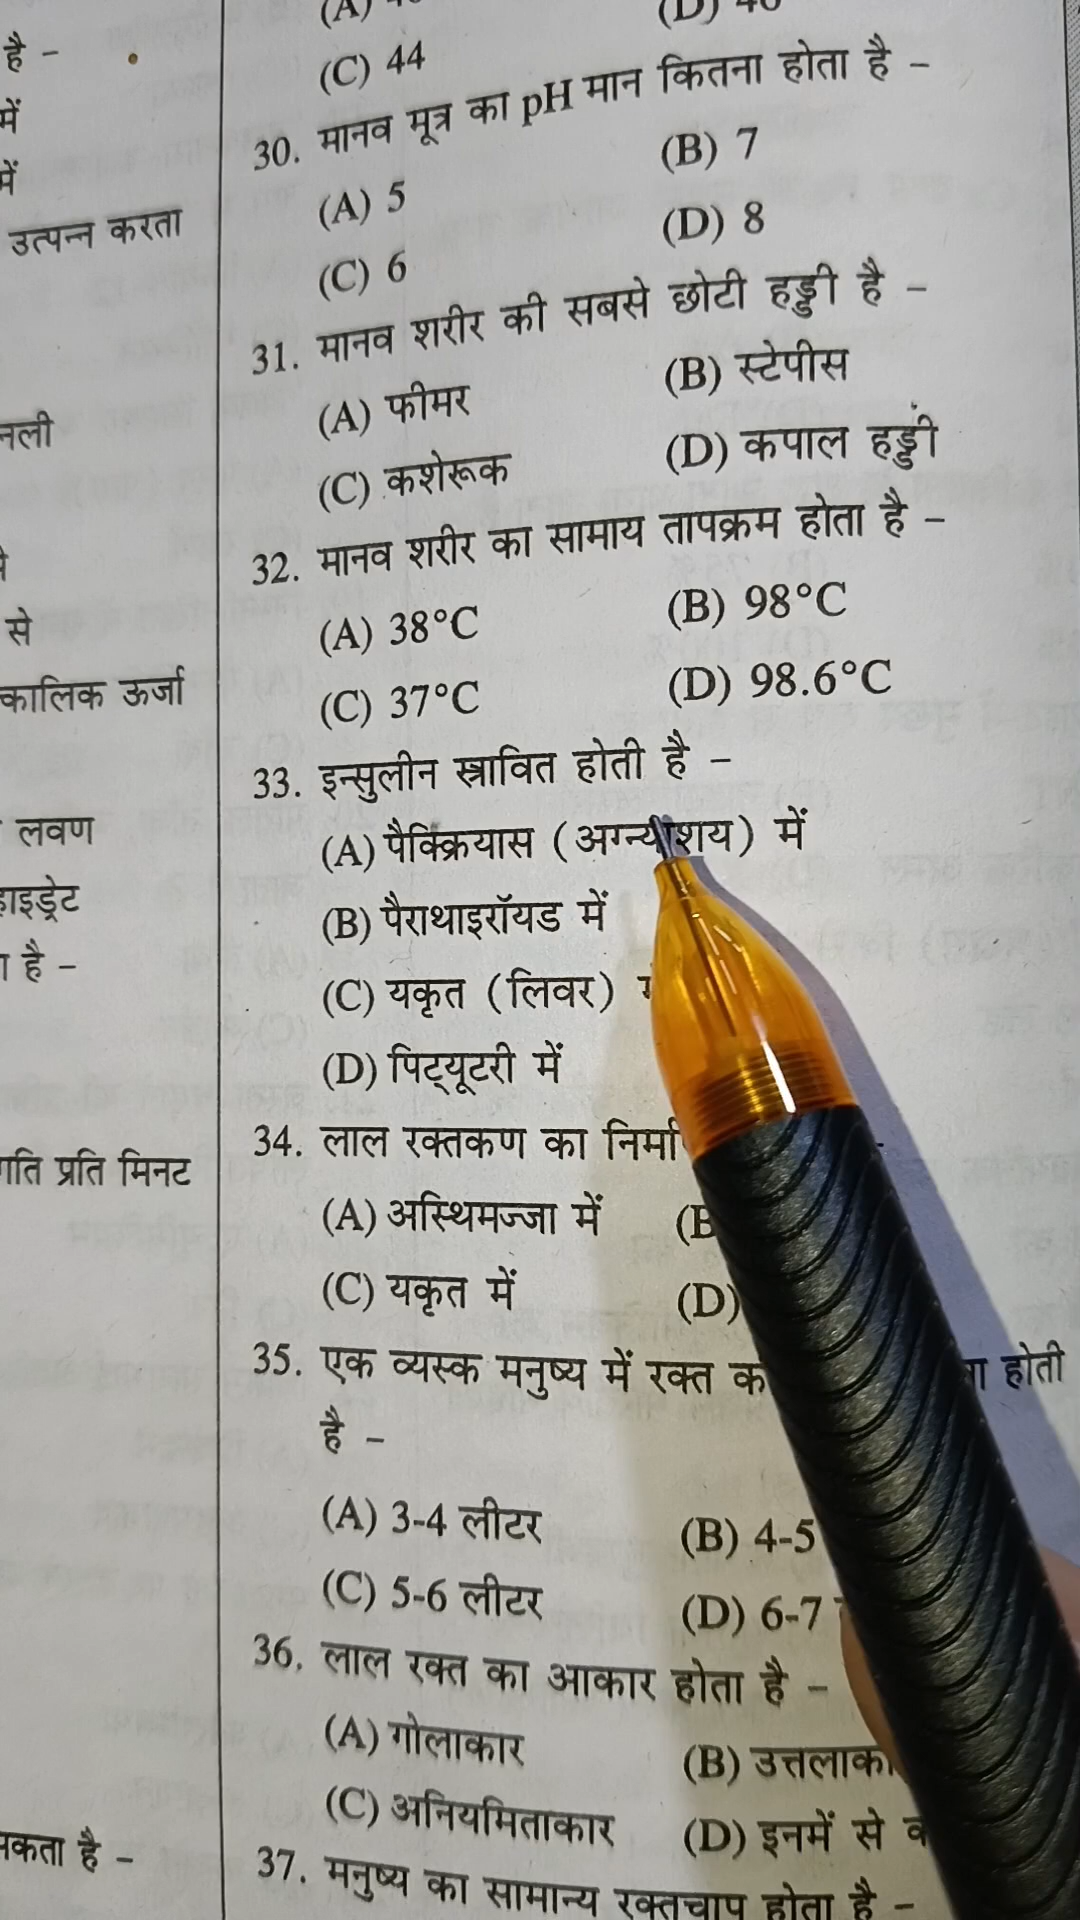 है -
में
में
उत्पन्न करता
नली
से
कालिक ऊर्जा
लवण
हाइड्रेट
है -
गति प्रति मिनट
सकता है -
(A)
(D)
(C) 44
30. मानव मूत्र का pH मान कितना होता है -
(A) 5 (B) 7
(C) 6 (D) 8
31. मानव शरीर की सबसे छोटी हड्डी है -
(A) फीमर (B) स्टेपीस
(C) कशेरूक (D) कपाल हड्डीं
32. मानव शरीर का सामाय तापक्रम होता है -
(A) 38°C (B) 98°C
(C) 37°C (D) 98.6°C
33. इन्सुलीन स्त्रावित होती है -
(A) पैक्क्रियास (अग्न्याशय) में
(B) पैराथाइरॉयड में
(C) यकृत (लिवर)
(D) पिट्यूटरी में
34. लाल रक्तकण का
(A) अस्थिमज्जा में (B
(C) यकृत में (D)
35. एक व्यस्क मनुष्य में रक्त होती
है -
(A) 3-4 लीटर (B) 4-5
(C) 5-6 लीटर (D) 6-7
36. लाल रक्त का आकार होता है -
(A) गोलाकार (B)
(C) अनियमिताकार (D) इनमें से
37. मनुष्य का सामान्य रक्तचाप होता है -